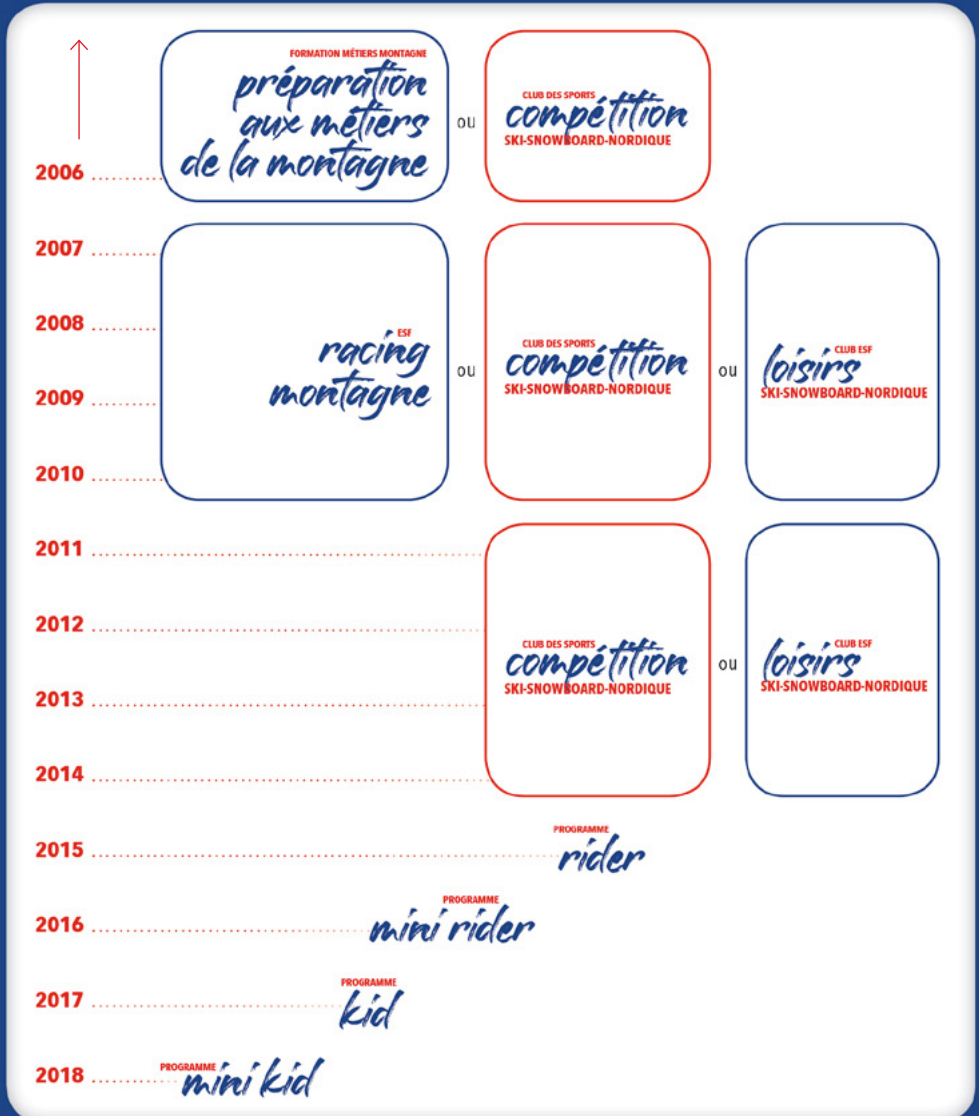 FORMATION MÉTIERS MONTAGNE
préparation
aux métiers
de la montagne
ou
CLUB DES SPORTS
compétition
SKI-SNOWBOARD-NORDIQUE
2006
2007
2008
2009
2010
ESF
racing
montagne
ou
CLUB DES SPORTS
compétition
SKI-SNOWBOARD-NORDIQUE
ou
CLUB ESF
loisirs
SKI-SNOWBOARD-NORDIQUE
2011
2012
2013
2014
CLUB DES SPORTS
compétition
SKI-SNOWBOARD-NORDIQUE
ou
CLUB ESF
loisirs
SKI-SNOWBOARD-NORDIQUE
2015
PROGRAMME
rider
2016
PROGRAMME
mini rider
2017
PROGRAMME
kid
2018
PROGRAMME
mini kid